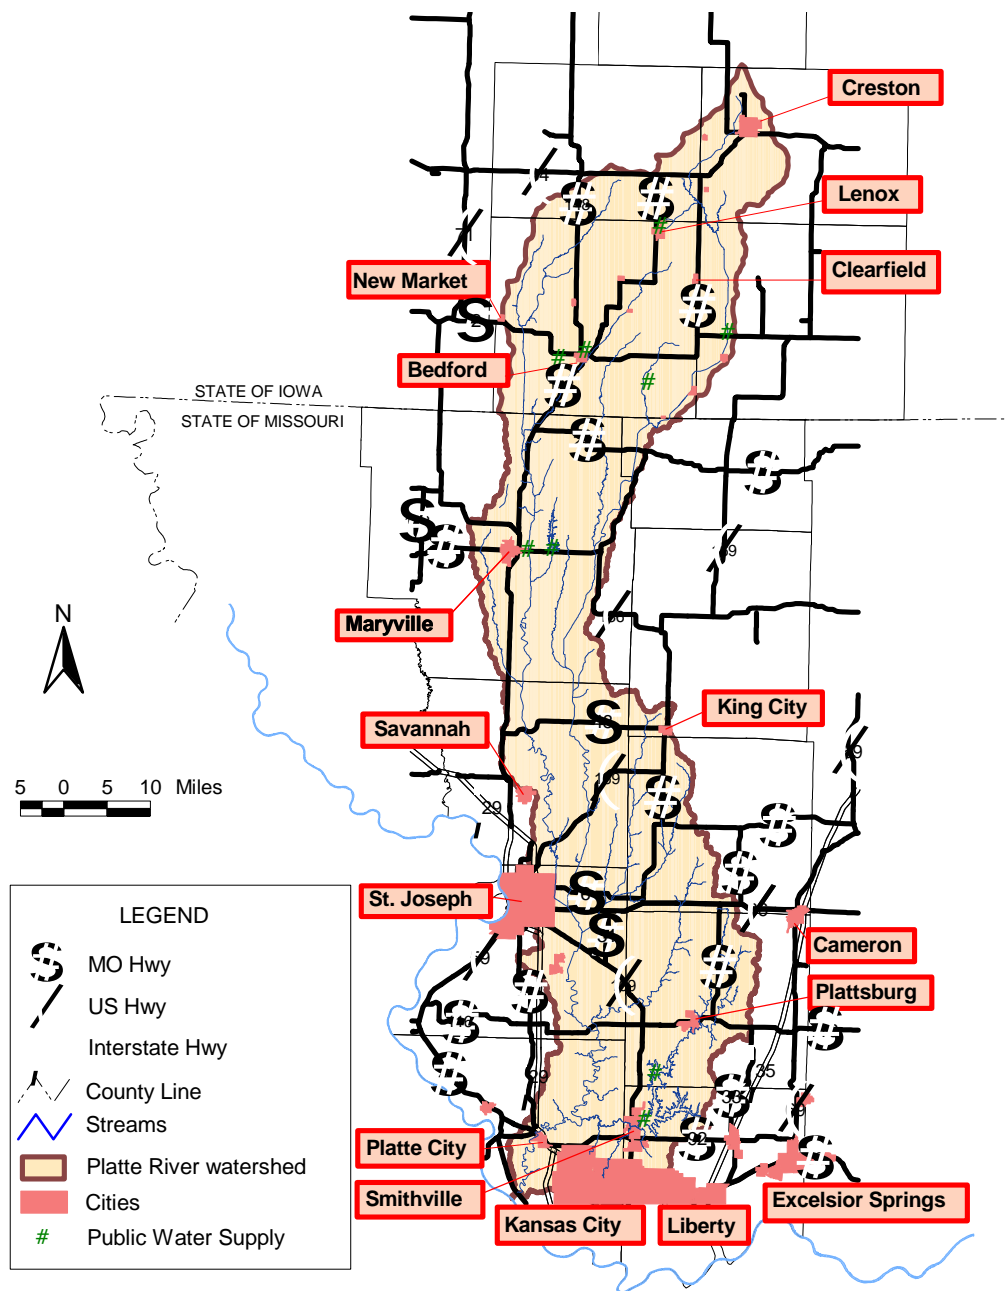 Creston
Lenox
Clearfield
New Market
Bedford
STATE OF IOWA
STATE OF MISSOURI
N
Maryville
King City
Savannah
5 0 5 10 Miles
29
St. Joseph
Cameron
Plattsburg
LEGEND
MO Hwy
US Hwy
Interstate Hwy
County Line
Streams
Platte River watershed
Cities
# Public Water Supply
35
29
33
92
Platte City
Smithville
Kansas City
Liberty
Excelsior Springs